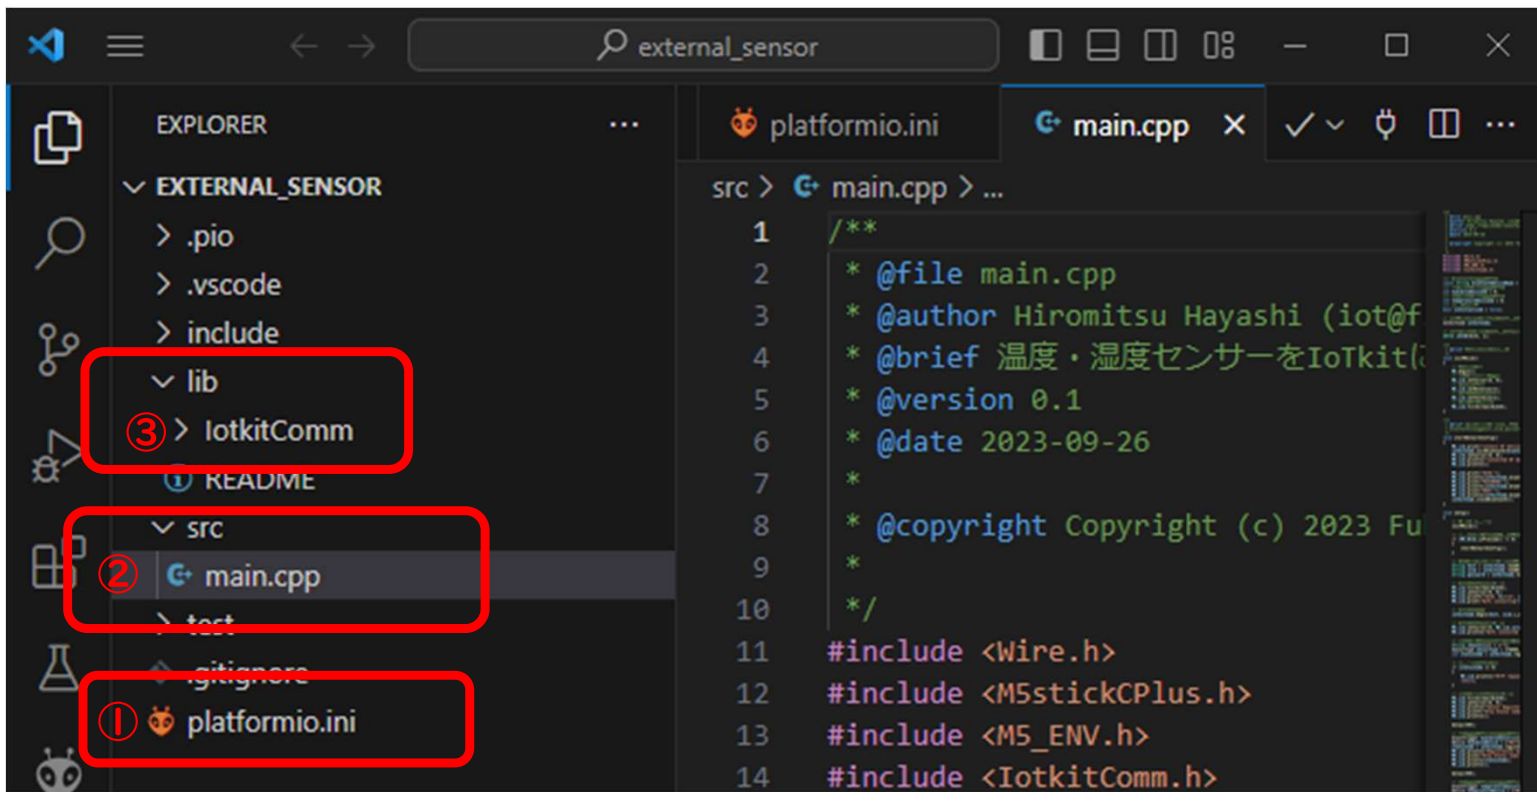 external_sensor
EXPLORER
EXTERNAL_SENSOR
.pio
.vscode
include
lib
③ IotkitComm
README
src
② main.cpp
test
.gitignore
① platformio.ini
platformio.ini
main.cpp
src > main.cpp > ...
1 /**
2 * @file main.cpp
3 * @author Hiromitsu Hayashi (iot@f
4 * @brief 温度・湿度センサーをIoTkit
5 * @version 0.1
6 * @date 2023-09-26
7 *
8 * @copyright Copyright (c) 2023 Fu
9 *
10 */
11 #include <Wire.h>
12 #include <M5stickCPlus.h>
13 #include <M5_ENV.h>
14 #include <IotkitComm.h>